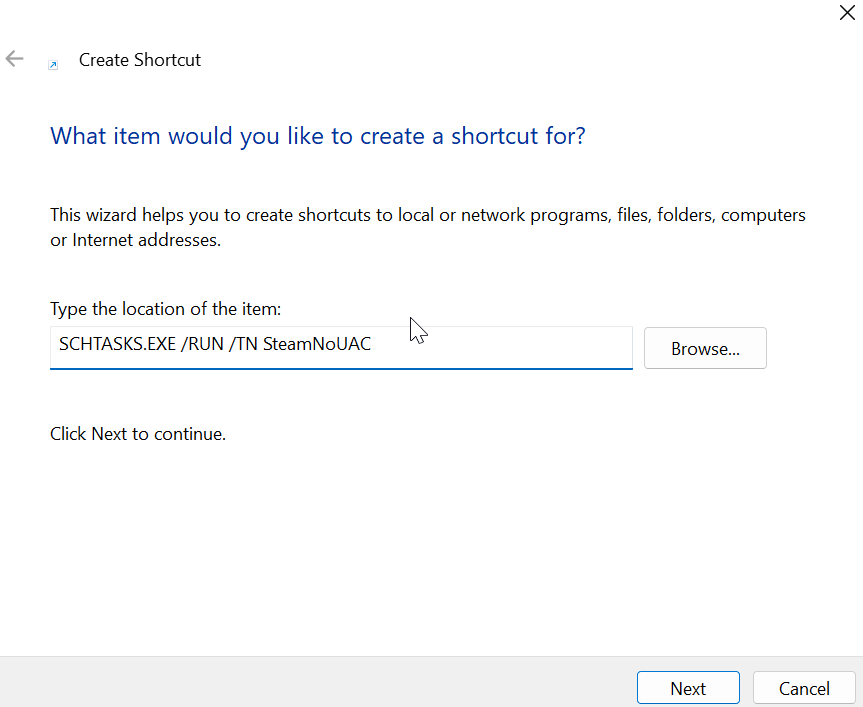 Create Shortcut
What item would you like to create a shortcut for?
This wizard helps you to create shortcuts to local or network programs, files, folders, computers
or Internet addresses.
Type the location of the item:
SCHTASKS.EXE /RUN /TN SteamNoUAC
Browse...
Click Next to continue.
Next
Cancel